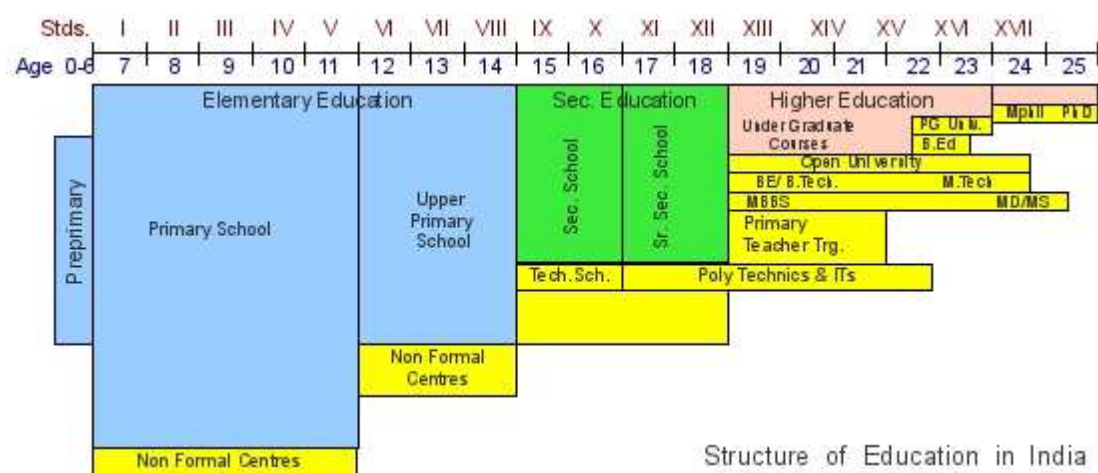 Stds. I II III IV V VI VII VIII IX X XI XII XIII XIV XV XVI XVII
Age 0-6 7 8 9 10 11 12 13 14 15 16 17 18 19 20 21 22 23 24 25
Elementary Education
Sec. Education
Higher Education
Mphil PhD
Under Graduate
Courses
PG Univ.
B.Ed
Open University
BE/ B.Tech. M.Tech
MBBS MD/MS
Primary
Teacher Trg.
Preprimary
Primary School
Upper
Primary
School
Sec. School
Sr. Sec. School
Tech.Sch.
Poly Technics & ITs
Non Formal
Centres
Non Formal Centres
Structure of Education in India